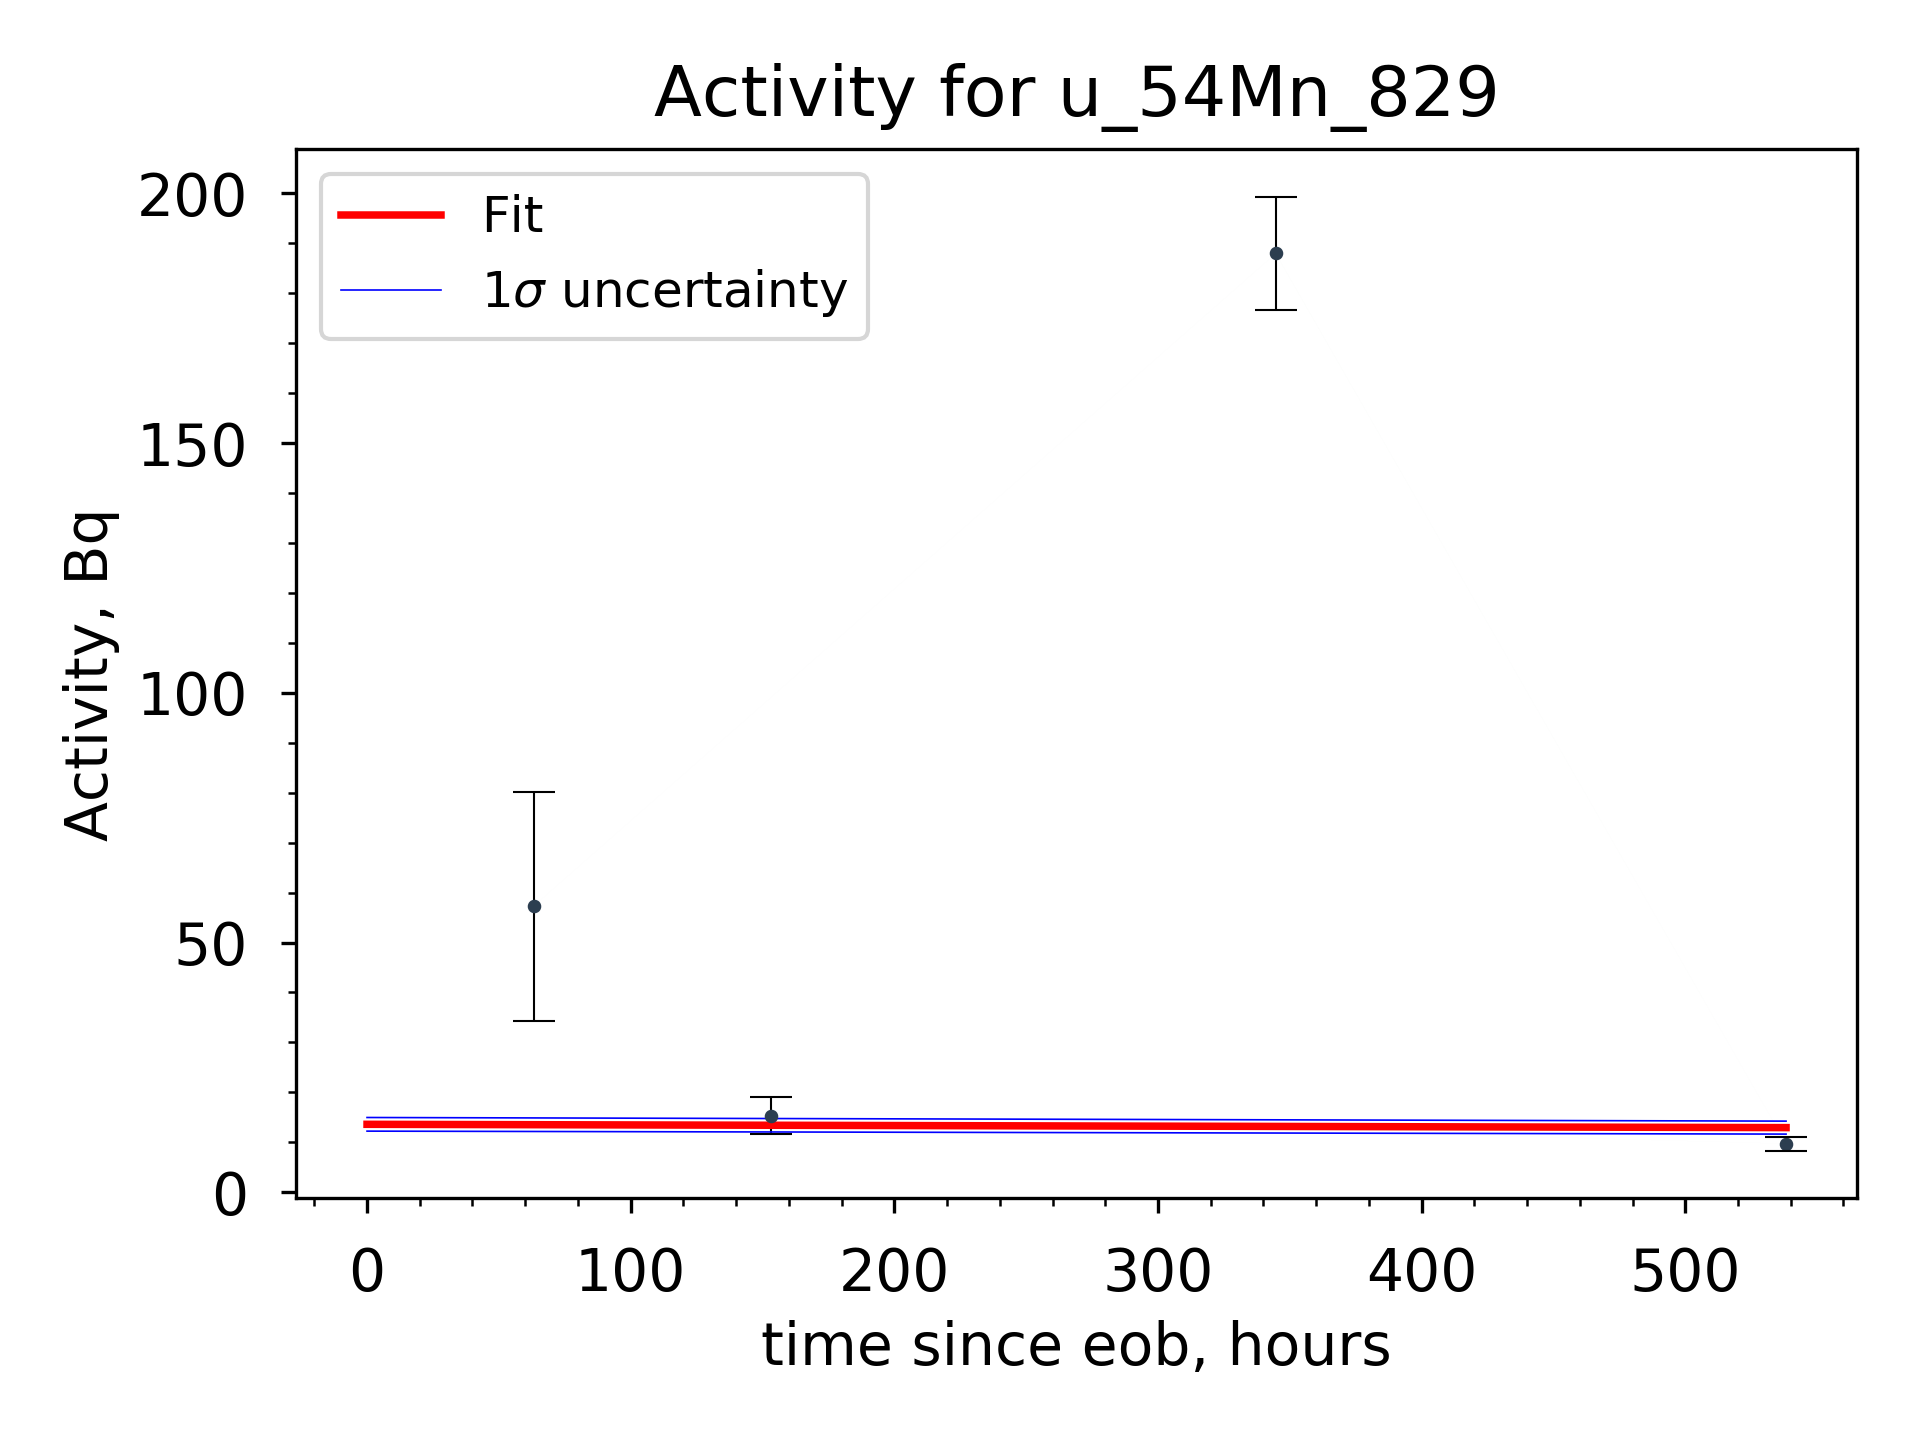 Activity for u_54Mn_829
Fit
1σ uncertainty
200
150
100
50
0
Activity, Bq
0 100 200 300 400 500
time since eob, hours